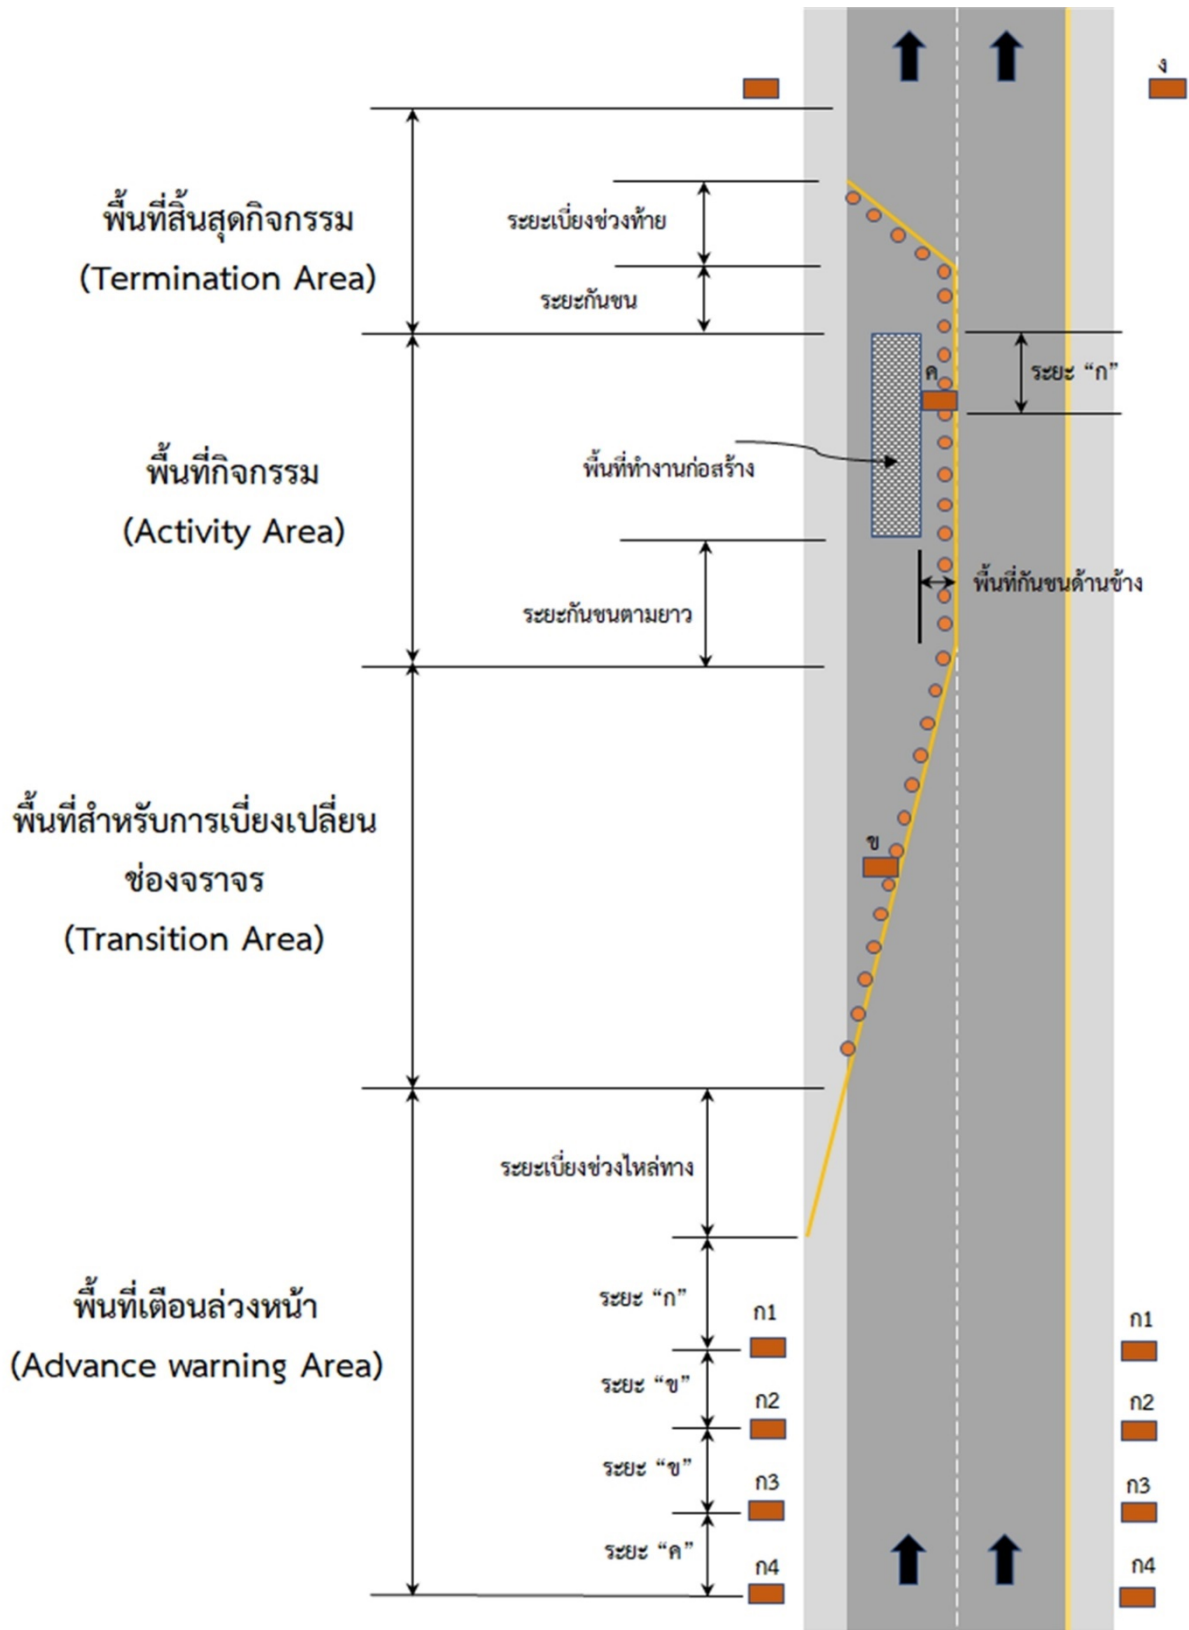 ง
พื้นที่สิ้นสุดกิจกรรม
(Termination Area)
ระยะเบี่ยงช่วงท้าย
ระยะกันชน
ค
ระยะ “ก”
พื้นที่กิจกรรม
(Activity Area)
พื้นที่ทำงานก่อสร้าง
พื้นที่กันชนด้านข้าง
ระยะกันชนตามยาว
พื้นที่สำหรับการเบี่ยงเปลี่ยน
ช่องจราจร
(Transition Area)
ข
ระยะเบี่ยงช่วงไหล่ทาง
พื้นที่เตือนล่วงหน้า
(Advance warning Area)
ระยะ “ก”
ก1
ก1
ระยะ “ข”
ก2
ก2
ระยะ “ข”
ก3
ก3
ระยะ “ค”
ก4
ก4